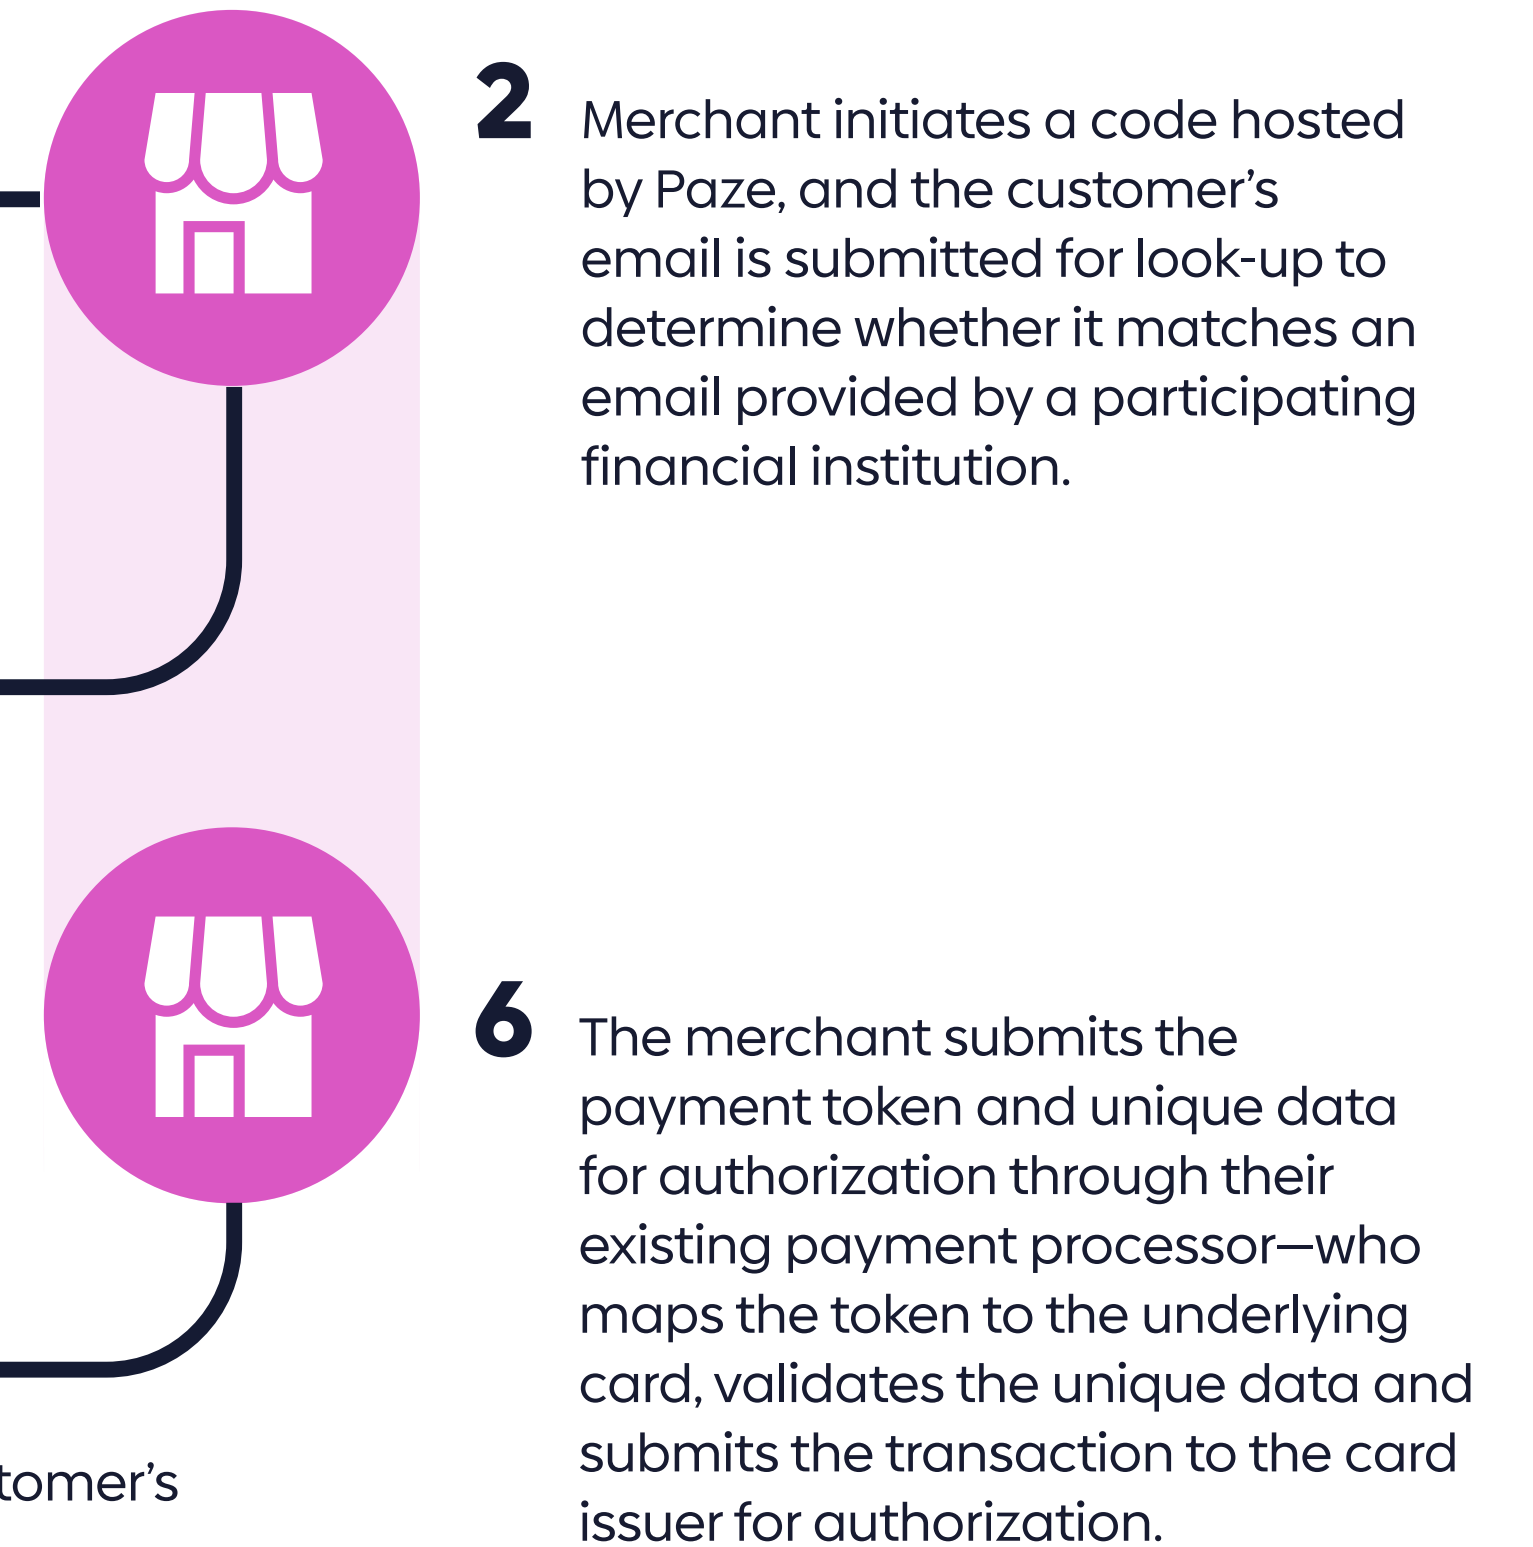 2
Merchant initiates a code hosted
by Paze, and the customer’s
email is submitted for look-up to
determine whether it matches an
email provided by a participating
financial institution.
6
The merchant submits the
payment token and unique data
for authorization through their
existing payment processor—who
maps the token to the underlying
card, validates the unique data and
submits the transaction to the card
issuer for authorization.
tomer’s